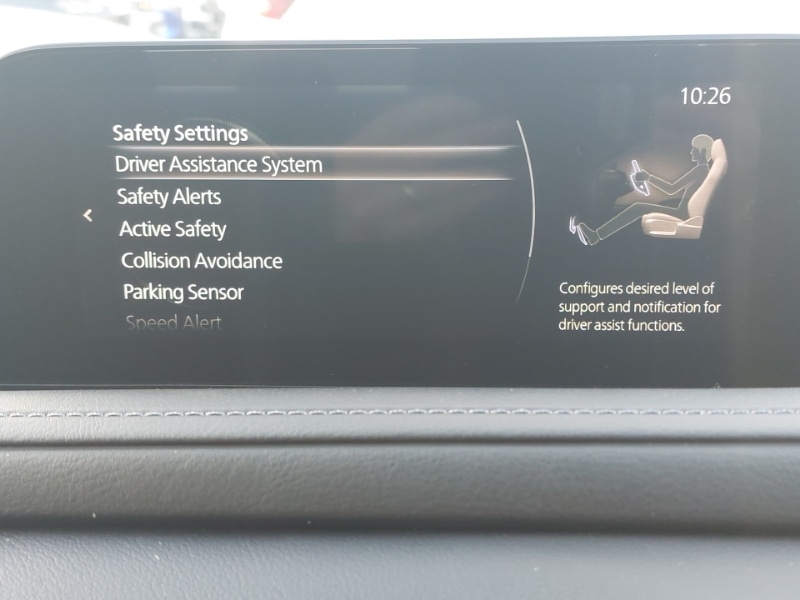 10:26
Safety Settings
Driver Assistance System
Safety Alerts
Active Safety
Collision Avoidance
Parking Sensor
Speed Alert
Configures desired level of
support and notification for
driver assist functions.